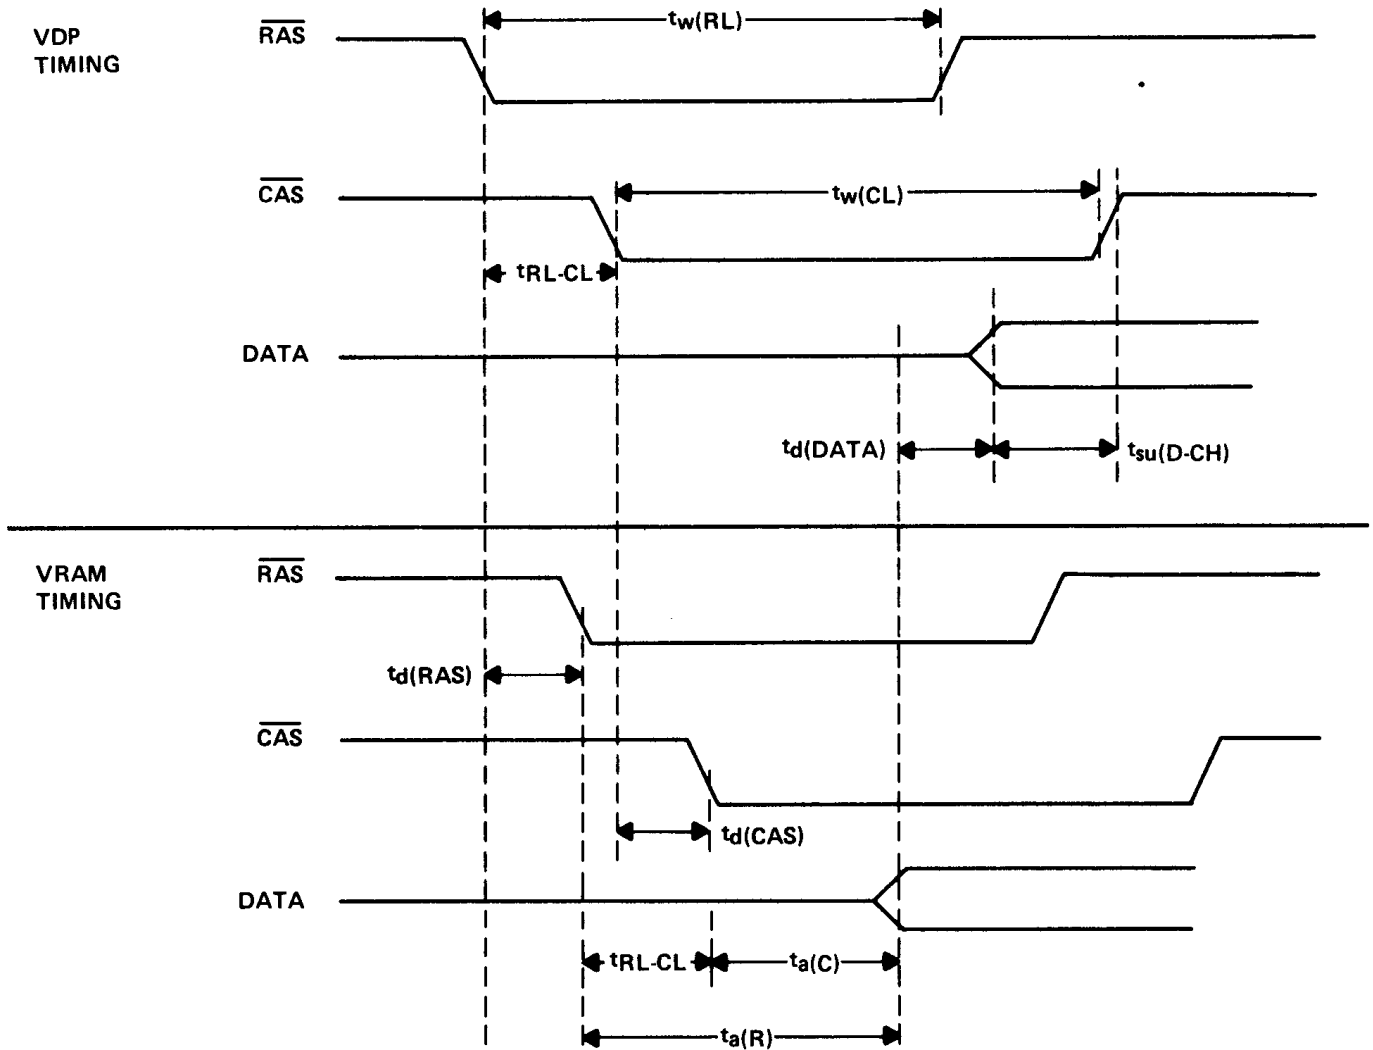 VDP
TIMING
RAS
tw(RL)
CAS
tw(CL)
tRL-CL
DATA
td(DATA)
tsu(D-CH)
VRAM
TIMING
RAS
td(RAS)
CAS
td(CAS)
DATA
tRL-CL
ta(C)
ta(R)